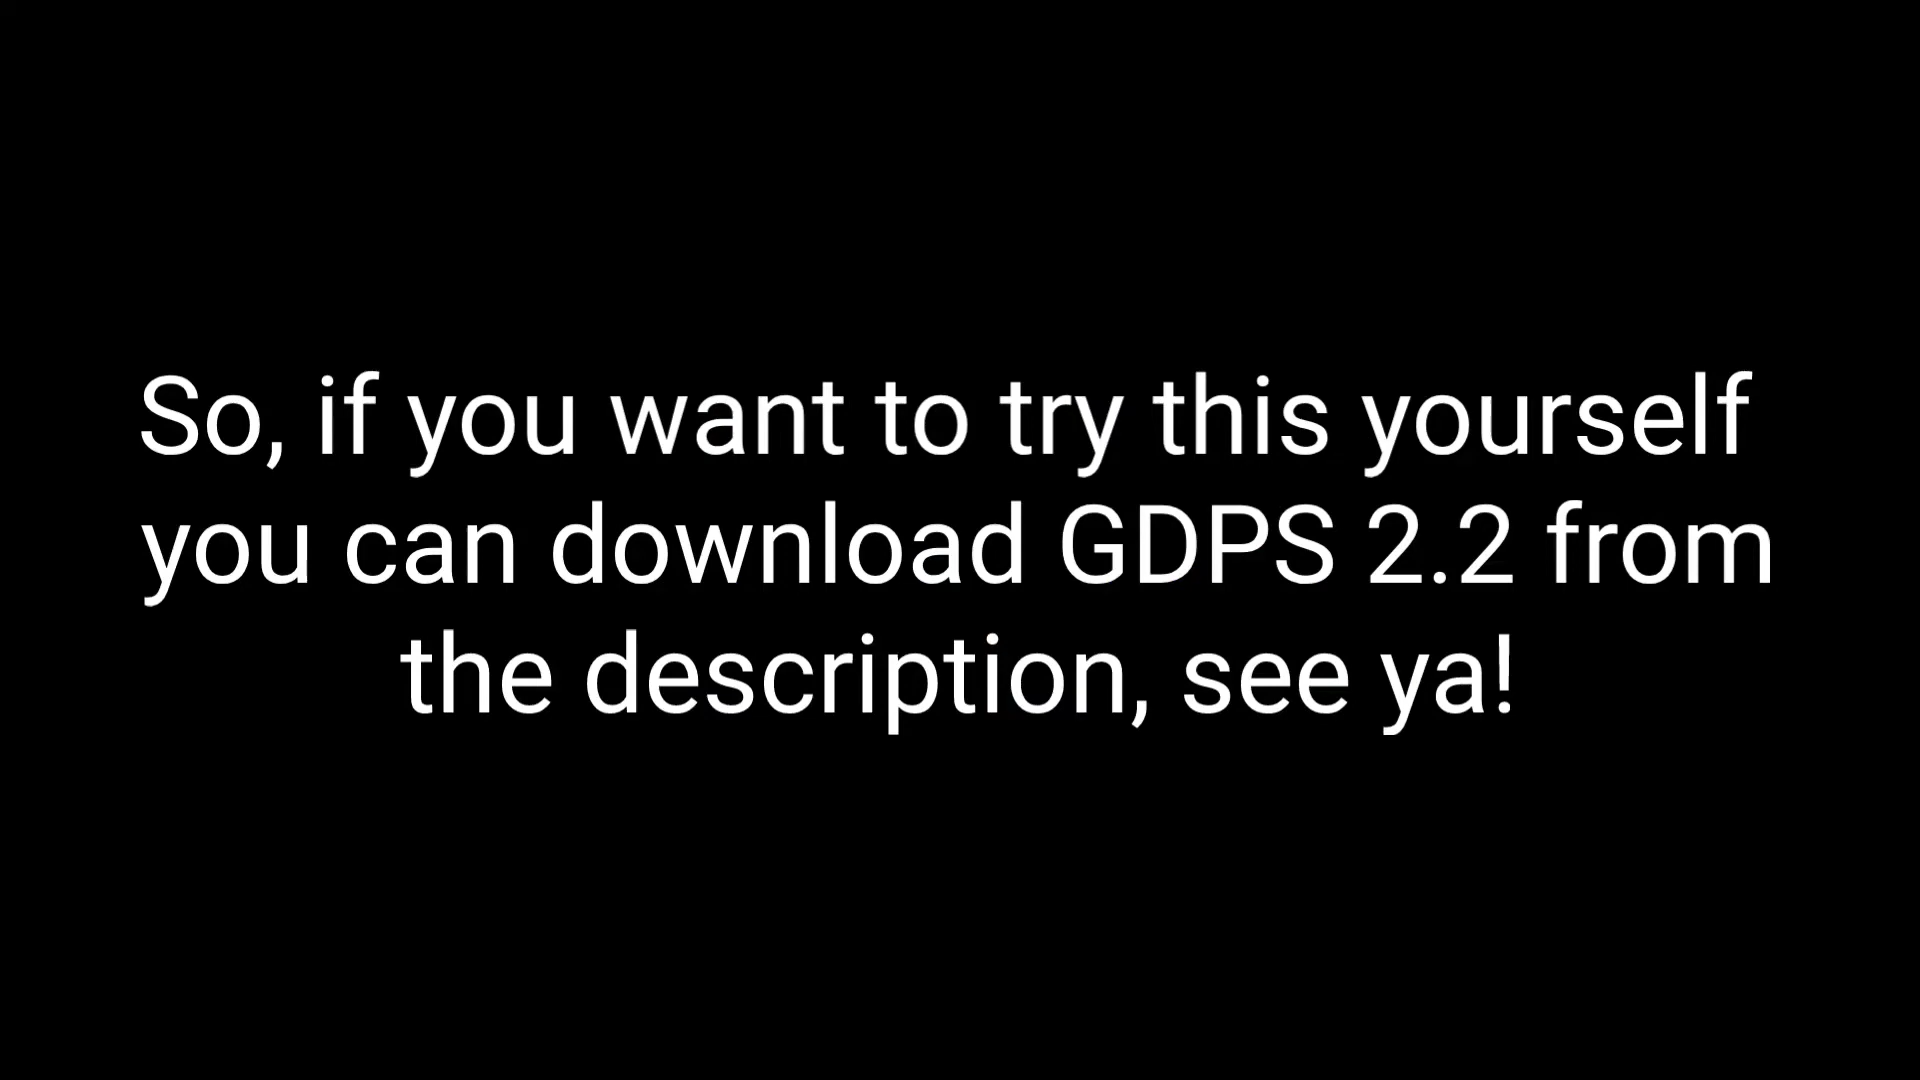 So, if you want to try this yourself
you can download GDPS 2.2 from
the description, see ya!